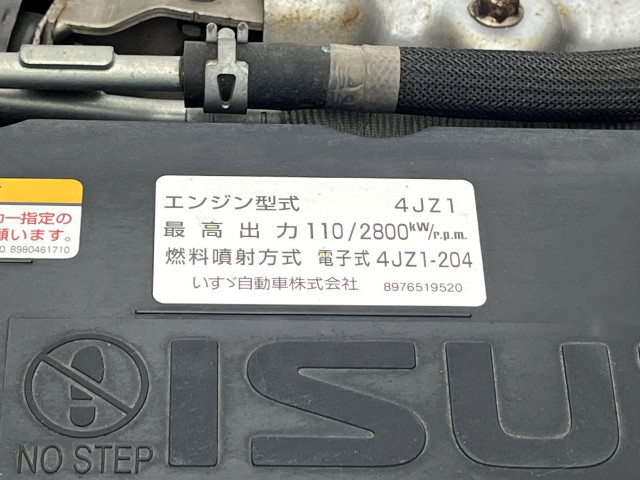 カー指定の
願います。
O. 8980461710
エンジン型式 4JZ1
最高出力 110/2800kW/r.p.m.
燃料噴射方式 電子式 4JZ1-204
いすゞ自動車株式会社 8976519520
NO STEP
ISU